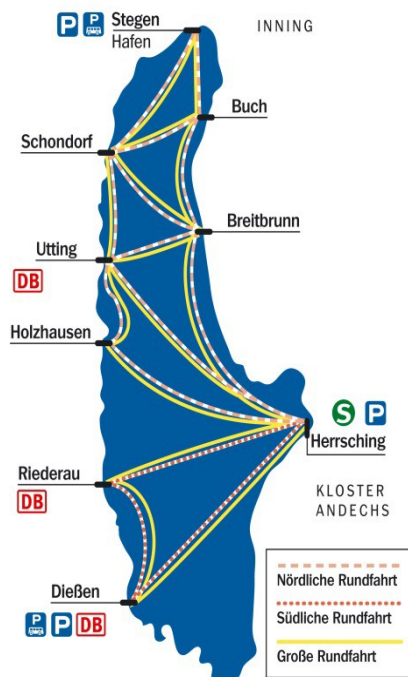 P
P
Stegen
Hafen
INNING
Buch
Schondorf
Breitbrunn
Utting
DB
Holzhausen
S
P
Herrsching
Riederau
DB
KLOSTER
ANDECHS
Dießen
P
P
DB
Nördliche Rundfahrt
Südliche Rundfahrt
Große Rundfahrt